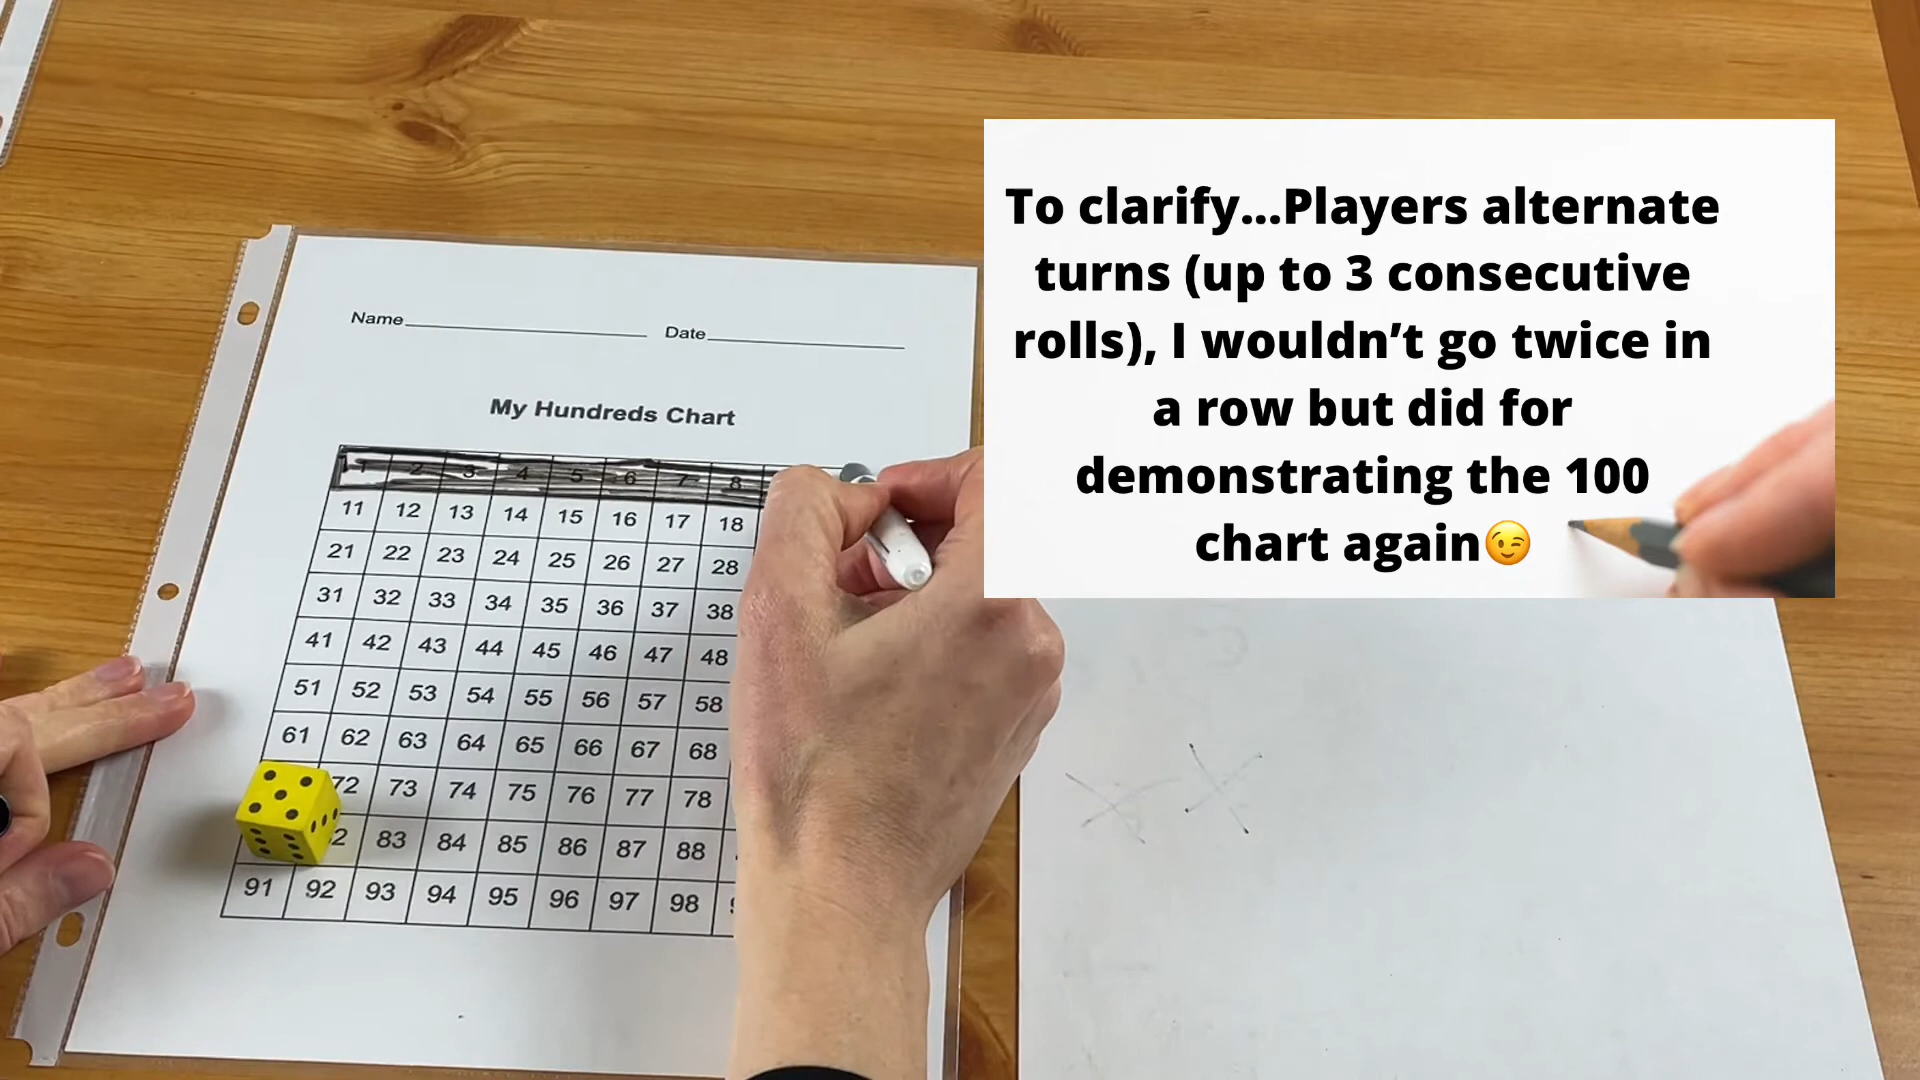 To clarify...Players alternate
turns (up to 3 consecutive
rolls), I wouldn’t go twice in
a row but did for
demonstrating the 100
chart again😉
Name Date
My Hundreds Chart
1 2 3 4 5 6 7 8
11 12 13 14 15 16 17 18
21 22 23 24 25 26 27 28
31 32 33 34 35 36 37 38
41 42 43 44 45 46 47 48
51 52 53 54 55 56 57 58
61 62 63 64 65 66 67 68
72 73 74 75 76 77 78
83 84 85 86 87 88
91 92 93 94 95 96 97 98